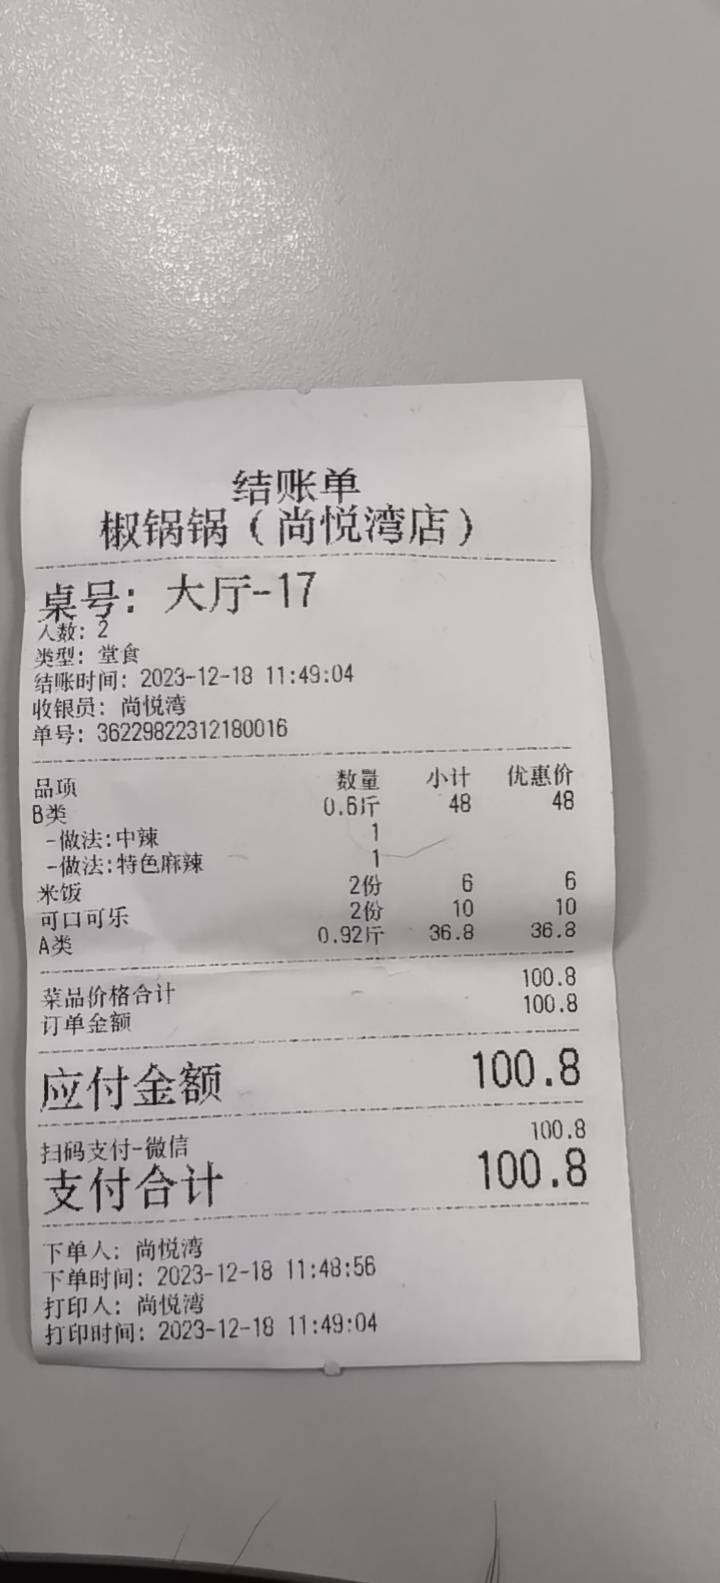 结账单
椒锅锅(尚悦湾店)
桌号: 大厅-17
人数: 2
类型: 堂食
结账时间: 2023-12-18 11:49:04
收银员: 尚悦湾
单号: 36229822312180016
品项 数量 小计 优惠价
B类 0.6斤 48 48
-做法:中辣 1
-做法:特色麻辣 1
米饭 2份 6 6
可口可乐 2份 10 10
A类 0.92斤 36.8 36.8
菜品价格合计 100.8
订单金额 100.8
应付金额 100.8
扫码支付-微信 100.8
支付合计 100.8
下单人: 尚悦湾
下单时间: 2023-12-18 11:48:56
打印人: 尚悦湾
打印时间: 2023-12-18 11:49:04